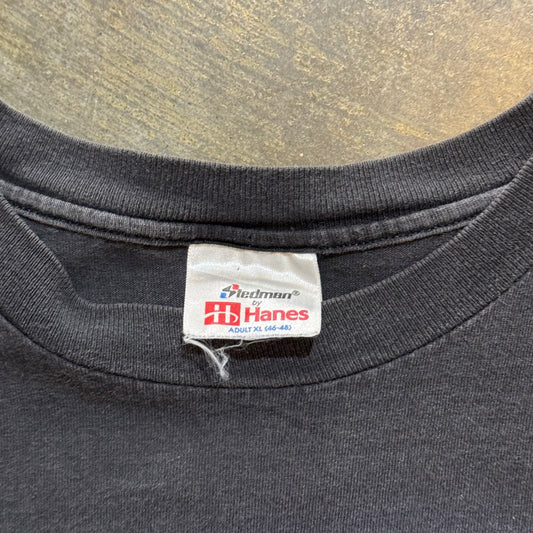 Stedman®
by
H Hanes
ADULT XL (46-48)